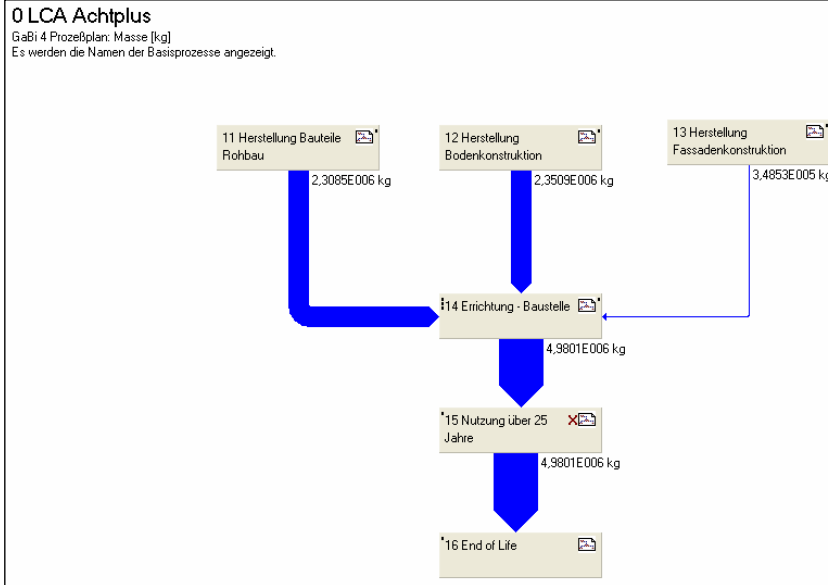 0 LCA Achtplus
GaBi 4 Prozeßplan: Masse [kg]
Es werden die Namen der Basisprozesse angezeigt.
11 Herstellung Bauteile
Rohbau
2,3085E006 kg
12 Herstellung
Bodenkonstruktion
2,3509E006 kg
13 Herstellung
Fassadenkonstruktion
3,4853E005 kg
14 Errichtung - Baustelle
4,9801E006 kg
15 Nutzung über 25
Jahre
4,9801E006 kg
16 End of Life